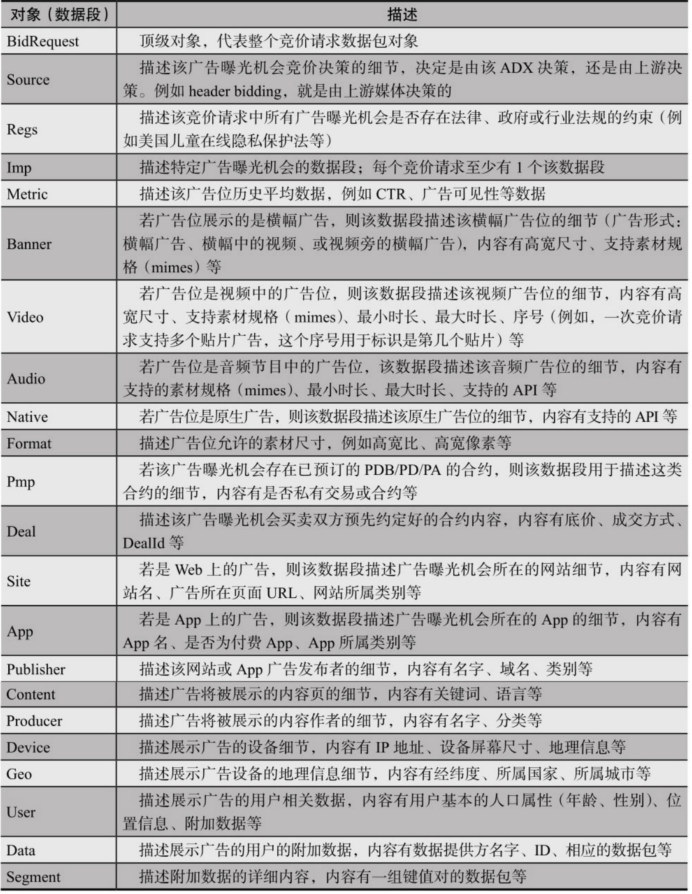 对象（数据段） 描述
BidRequest 顶级对象，代表整个竞价请求数据包对象
Source 描述该广告曝光机会竞价决策的细节，决定是由该 ADX 决策，还是由上游决
策。例如 header bidding，就是由上游媒体决策的
Regs 描述该竞价请求中所有广告曝光机会是否存在法律、政府或行业法规的约束（例
如美国儿童在线隐私保护法等）
Imp 描述特定广告曝光机会的数据段；每个竞价请求至少有 1 个该数据段
Metric 描述该广告位历史平均数据，例如 CTR、广告可见性等数据
Banner 若广告位展示的是横幅广告，则该数据段描述该横幅广告位的细节（广告形式：
横幅广告、横幅中的视频、或视频旁的横幅广告），内容有高宽尺寸、支持素材规
格（mimes）等
Video 若广告位是视频中的广告位，则该数据段描述该视频广告位的细节，内容有高
宽尺寸、支持素材规格（mimes）、最小时长、最大时长、序号（例如，一次竞价请
求支持多个贴片广告，这个序号用于标识是第几个贴片）等
Audio 若广告位是音频节目中的广告位，该数据段描述该音频广告位的细节，内容有
支持的素材规格（mimes）、最小时长、最大时长、支持的 API 等
Native 若广告位是原生广告，则该数据段描述该原生广告位的细节，内容有支持的 API 等
Format 描述广告位允许的素材尺寸，例如高宽比、高宽像素等
Pmp 若该广告曝光机会存在已预订的 PDB/PD/PA 的合约，则该数据段用于描述这类
合约的细节，内容有是否私有交易或合约等
Deal 描述该广告曝光机会买卖双方预先约定好的合约内容，内容有底价、成交方式、
DealId 等
Site 若是 Web 上的广告，则该数据段描述广告曝光机会所在的网站细节，内容有网
站名、广告所在页面 URL、网站所属类别等
App 若是 App 上的广告，则该数据段描述广告曝光机会所在的 App 的细节，内容有
App 名、是否为付费 App、App 所属类别等
Publisher 描述该网站或 App 广告发布者的细节，内容有名字、域名、类别等
Content 描述广告将被展示的内容页的细节，内容有关键词、语言等
Producer 描述广告将被展示的内容作者的细节，内容有名字、分类等
Device 描述展示广告的设备细节，内容有 IP 地址、设备屏幕尺寸、地理信息等
Geo 描述展示广告设备的地理信息细节，内容有经纬度、所属国家、所属城市等
User 描述展示广告的用户相关数据，内容有用户基本的人口属性（年龄、性别）、位
置信息、附加数据等
Data 描述展示广告的用户的附加数据，内容有数据提供方名字、ID、相应的数据包等
Segment 描述附加数据的详细内容，内容有一组键值对的数据包等